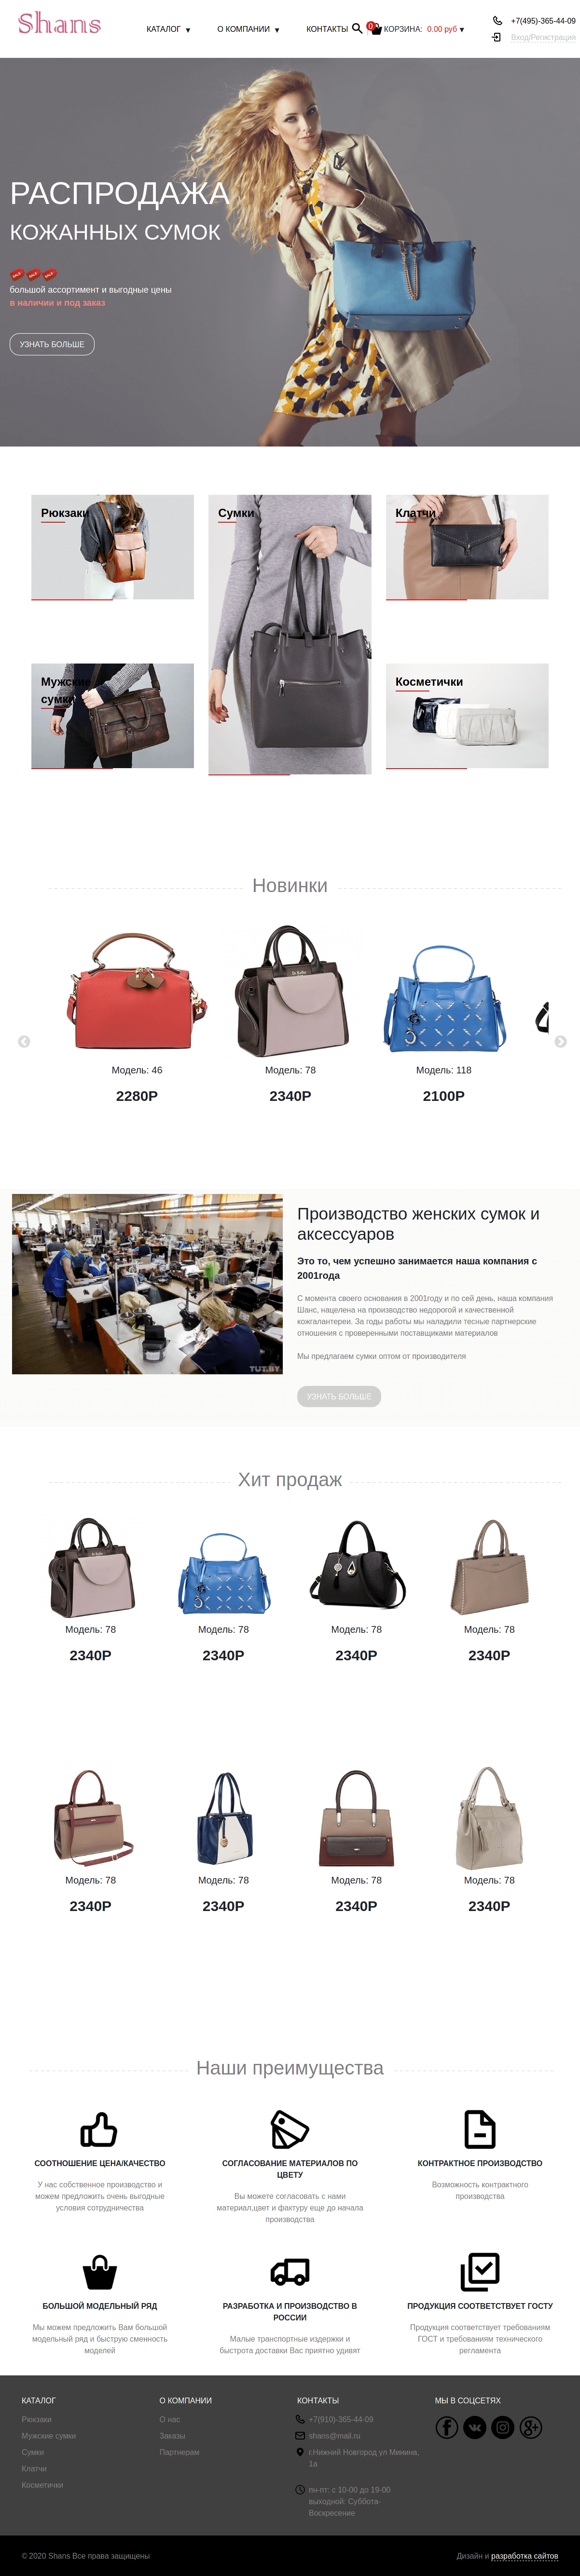 Shans
КАТАЛОГ ▼
О КОМПАНИИ ▼
КОНТАКТЫ
0
КОРЗИНА: 0.00 руб ▼
+7(495)-365-44-09
Вход/Регистрация
РАСПРОДАЖА
КОЖАННЫХ СУМОК
SALE SALE SALE
большой ассортимент и выгодные цены
в наличии и под заказ
УЗНАТЬ БОЛЬШЕ
Рюкзаки
Сумки
Клатчи
Мужские
сумки
Косметички
Новинки
Модель: 46
2280Р
Модель: 78
2340Р
Модель: 118
2100Р
TUT.BY
Производство женских сумок и
аксессуаров
Это то, чем успешно занимается наша компания с
2001года
С момента своего основания в 2001году и по сей день, наша компания
Шанс, нацелена на производство недорогой и качественной
кожгалантереи. За годы работы мы наладили тесные партнерские
отношения с проверенными поставщиками материалов
Мы предлагаем сумки оптом от производителя
УЗНАТЬ БОЛЬШЕ
Хит продаж
Модель: 78
2340Р
Модель: 78
2340Р
Модель: 78
2340Р
Модель: 78
2340Р
Модель: 78
2340Р
Модель: 78
2340Р
Модель: 78
2340Р
Модель: 78
2340Р
Наши преимущества
СООТНОШЕНИЕ ЦЕНА/КАЧЕСТВО
У нас собственное производство и
можем предложить очень выгодные
условия сотрудничества
СОГЛАСОВАНИЕ МАТЕРИАЛОВ ПО
ЦВЕТУ
Вы можете согласовать с нами
материал,цвет и фактуру еще до начала
производства
КОНТРАКТНОЕ ПРОИЗВОДСТВО
Возможность контрактного
производства
БОЛЬШОЙ МОДЕЛЬНЫЙ РЯД
Мы можем предложить Вам большой
модельный ряд и быструю сменность
моделей
РАЗРАБОТКА И ПРОИЗВОДСТВО В
РОССИИ
Малые транспортные издержки и
быстрота доставки Вас приятно удивят
ПРОДУКЦИЯ СООТВЕТСТВУЕТ ГОСТУ
Продукция соответствует требованиям
ГОСТ и требованиям технического
регламента
КАТАЛОГ
Рюкзаки
Мужские сумки
Сумки
Клатчи
Косметички
О КОМПАНИИ
О нас
Заказы
Партнерам
КОНТАКТЫ
+7(910)-365-44-09
shans@mail.ru
г.Нижний Новгород ул Минина,
1а
пн-пт: с 10-00 до 19-00
выходной: Суббота-
Воскресение
МЫ В СОЦСЕТЯХ
© 2020 Shans Все права защищены
Дизайн и разработка сайтов